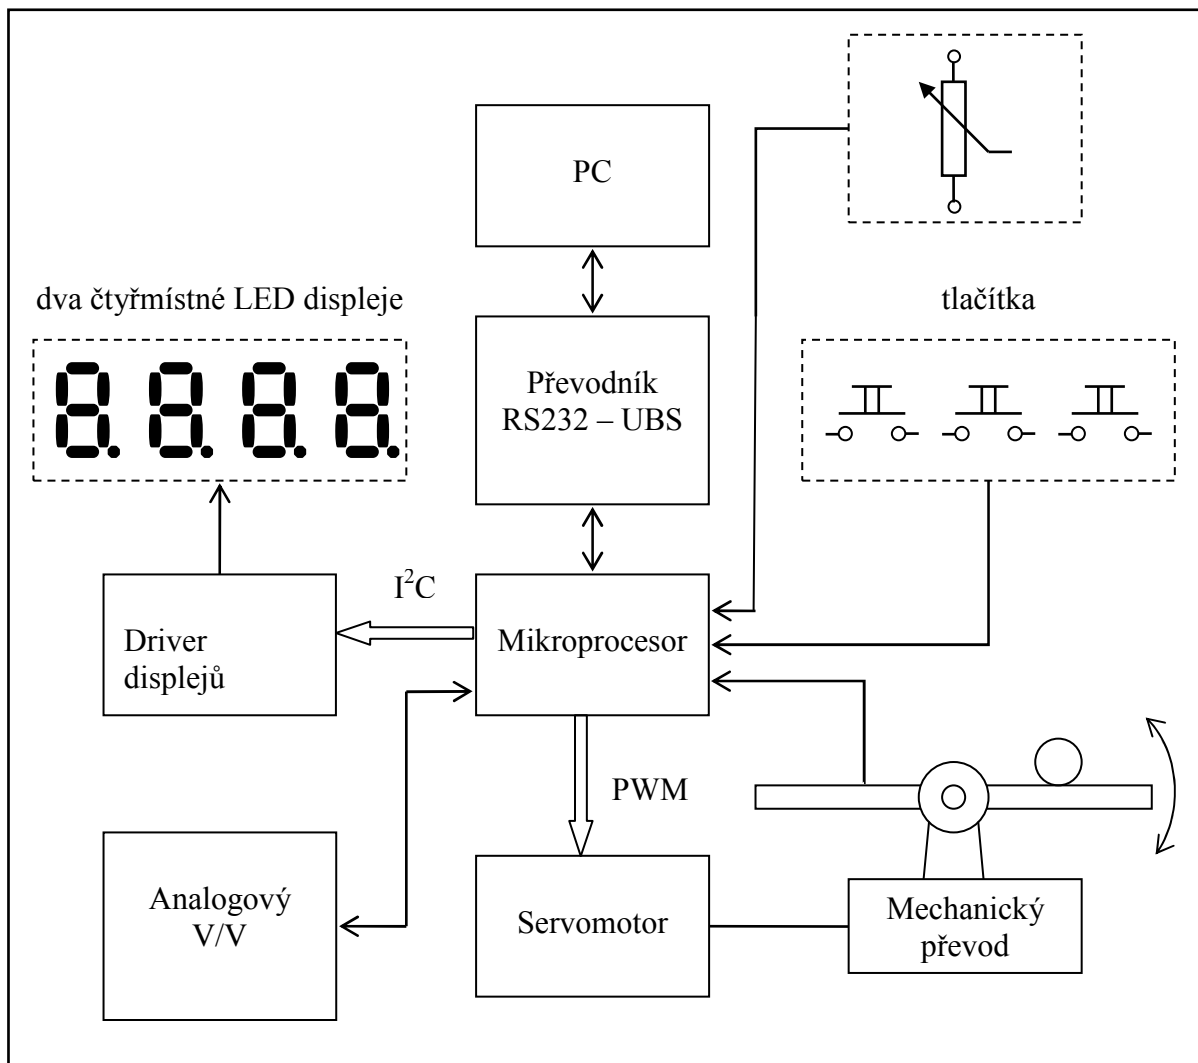 PC
dva čtyřmístné LED displeje
tlačítka
Převodník
RS232 – UBS
I²C
Driver
displejů
Mikroprocesor
PWM
Analogový
V/V
Servomotor
Mechanický
převod